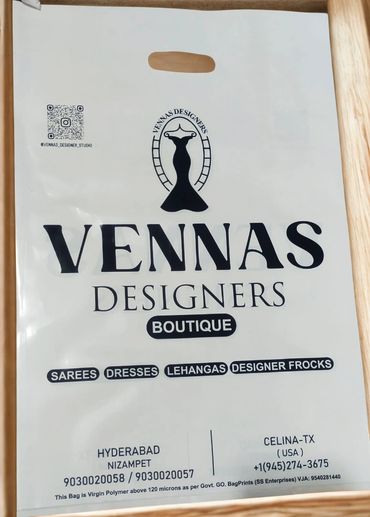 @VENNAS_DESIGNER_STUDIO
VENNAS DESIGNERS
VENNAS
DESIGNERS
BOUTIQUE
SAREES DRESSES LEHANGAS DESIGNER FROCKS
HYDERABAD
NIZAMPET
9030020058 / 9030020057
CELINA-TX
( USA )
+1(945)274-3675
This Bag is Virgin Polymer above 120 microns as per Govt. GO. BagPrints (SS Enterprises) VJA: 9540281440